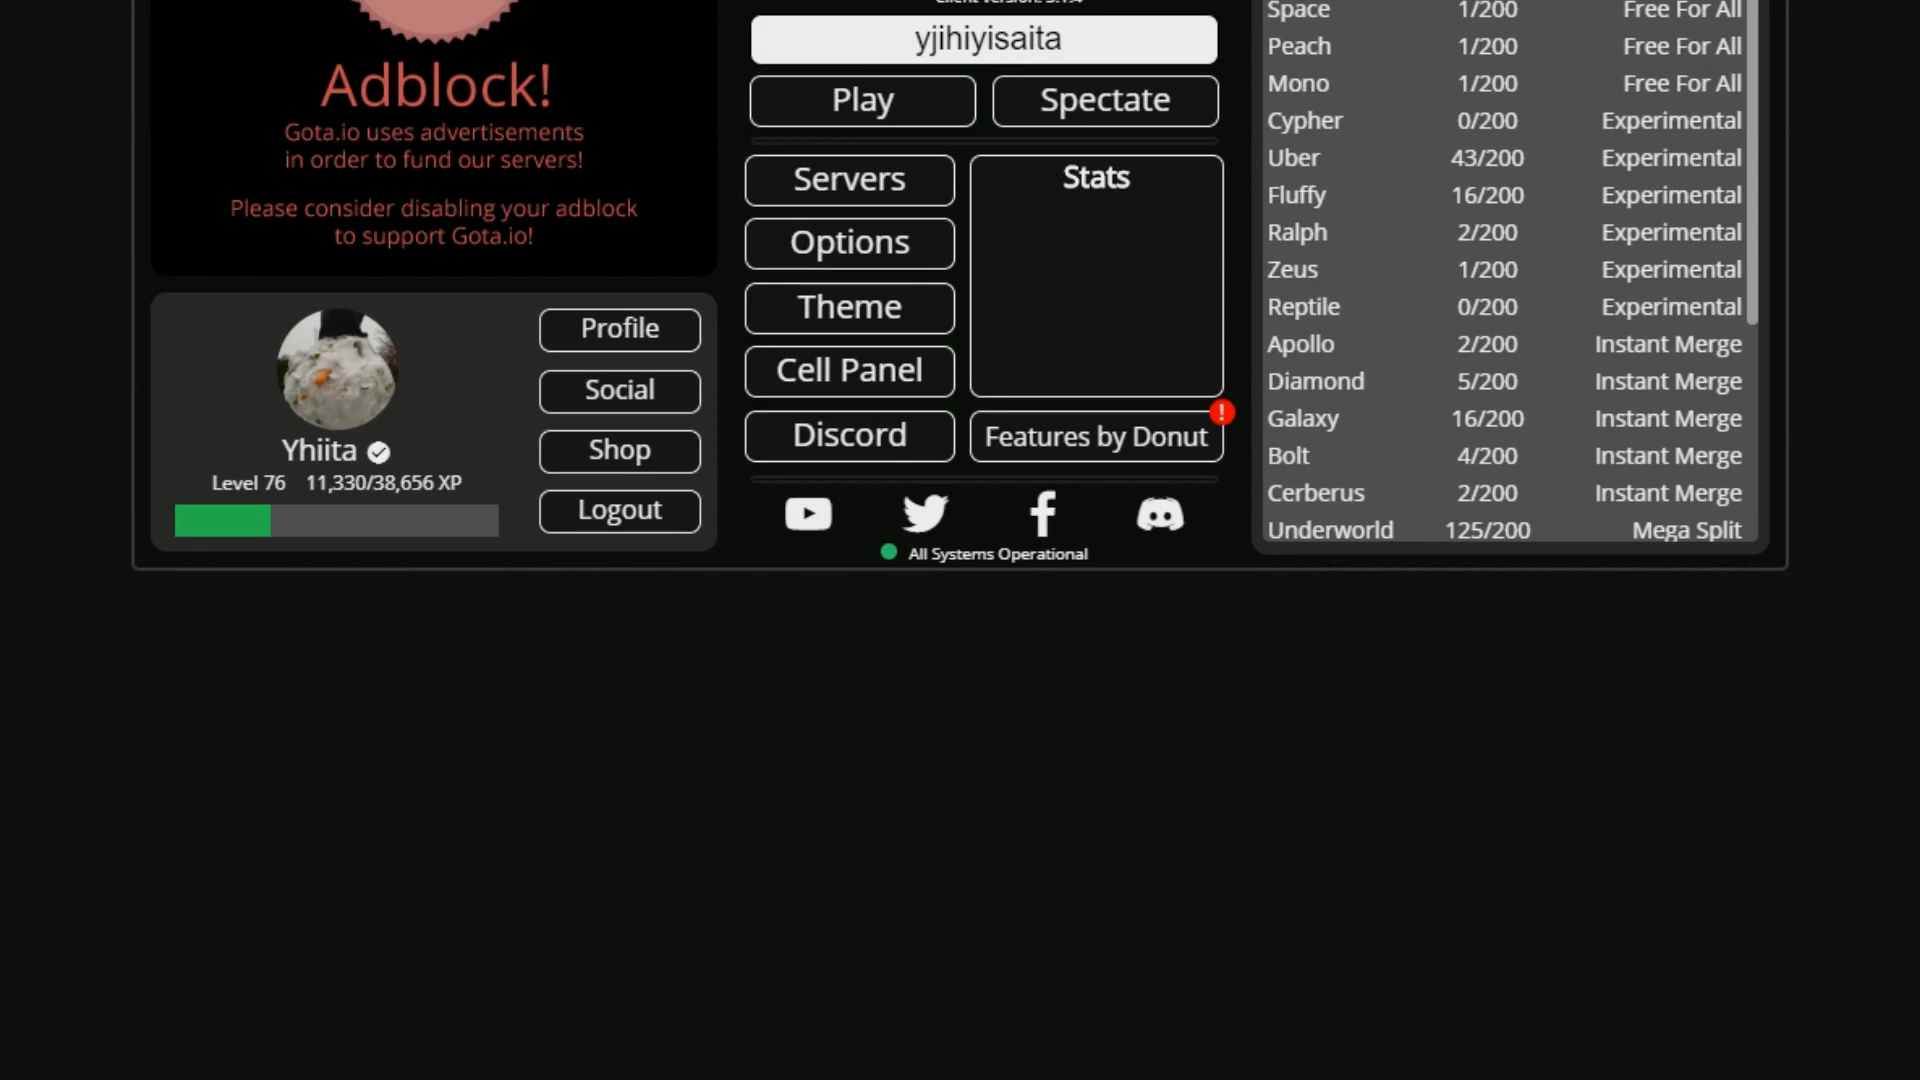 Adblock!
Gota.io uses advertisements
in order to fund our servers!
Please consider disabling your adblock
to support Gota.io!
Yhiita
Level 76 11,330/38,656 XP
Profile
Social
Shop
Logout
yjihiyisaita
Play
Spectate
Servers
Options
Theme
Cell Panel
Discord
Stats
Features by Donut
!
All Systems Operational
Space 1/200 Free For All
Peach 1/200 Free For All
Mono 1/200 Free For All
Cypher 0/200 Experimental
Uber 43/200 Experimental
Fluffy 16/200 Experimental
Ralph 2/200 Experimental
Zeus 1/200 Experimental
Reptile 0/200 Experimental
Apollo 2/200 Instant Merge
Diamond 5/200 Instant Merge
Galaxy 16/200 Instant Merge
Bolt 4/200 Instant Merge
Cerberus 2/200 Instant Merge
Underworld 125/200 Mega Split